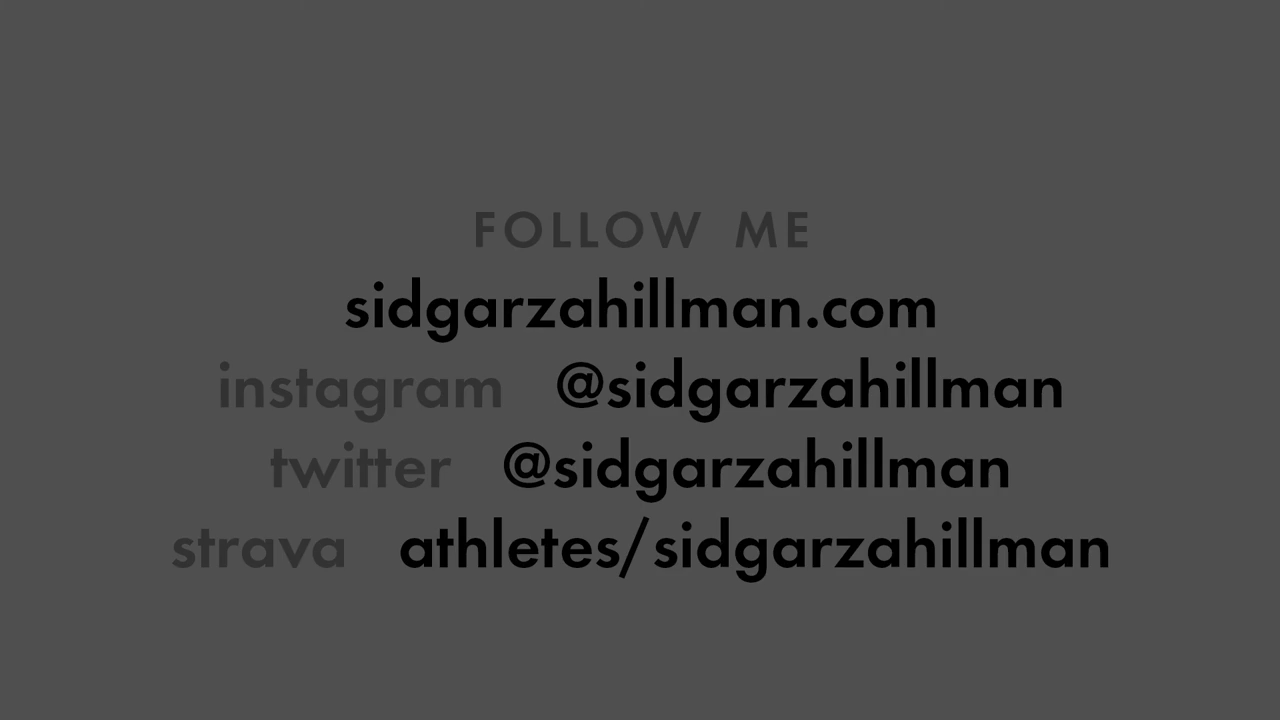 FOLLOW ME
sidgarzahillman.com
instagram @sidgarzahillman
twitter @sidgarzahillman
strava athletes/sidgarzahillman